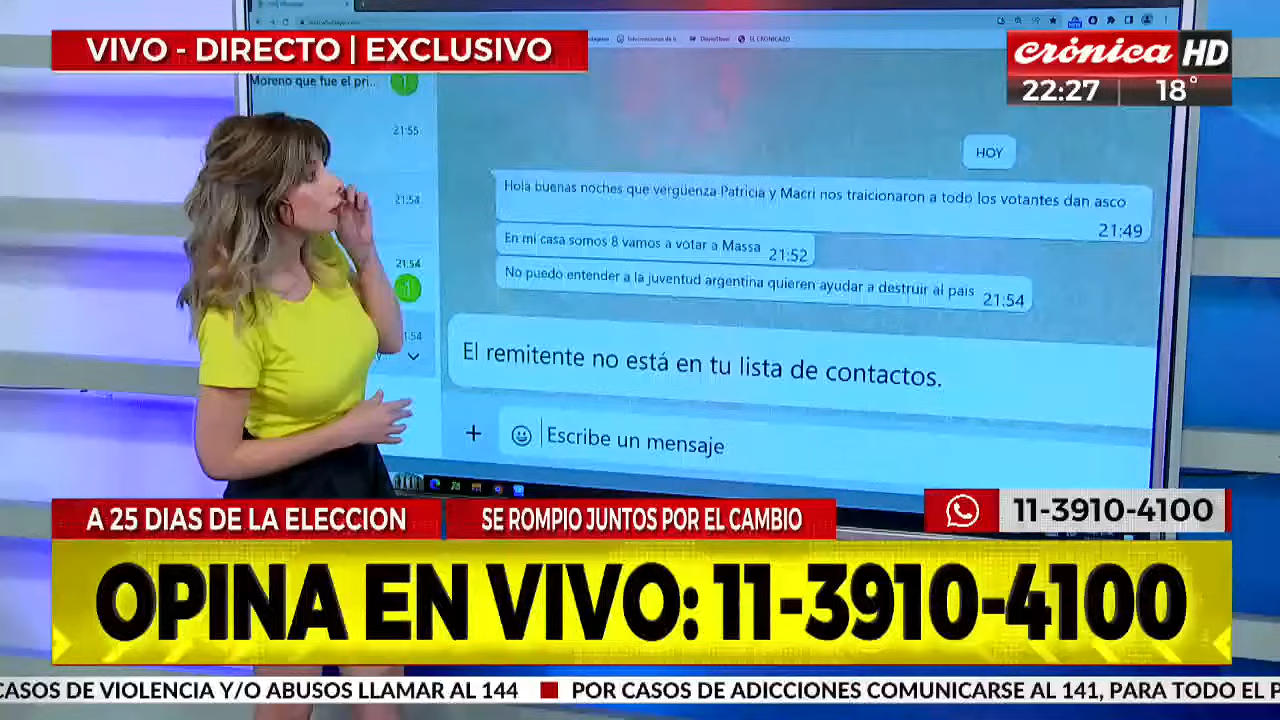 VIVO - DIRECTO | EXCLUSIVO
crónica HD
22:27 18°
Moreno que fue el pri... 1
21:55
21:54
1
HOY
Hola buenas noches que vergüenza Patricia y Macri nos traicionaron a todo los votantes dan asco
21:49
En mi casa somos 8 vamos a votar a Massa 21:52
No puedo entender a la juventud argentina quieren ayudar a destruir al pais 21:54
El remitente no está en tu lista de contactos.
Escribe un mensaje
A 25 DIAS DE LA ELECCION
SE ROMPIO JUNTOS POR EL CAMBIO
11-3910-4100
OPINA EN VIVO: 11-3910-4100
CASOS DE VIOLENCIA Y/O ABUSOS LLAMAR AL 144 POR CASOS DE ADICCIONES COMUNICARSE AL 141, PARA TODO EL P